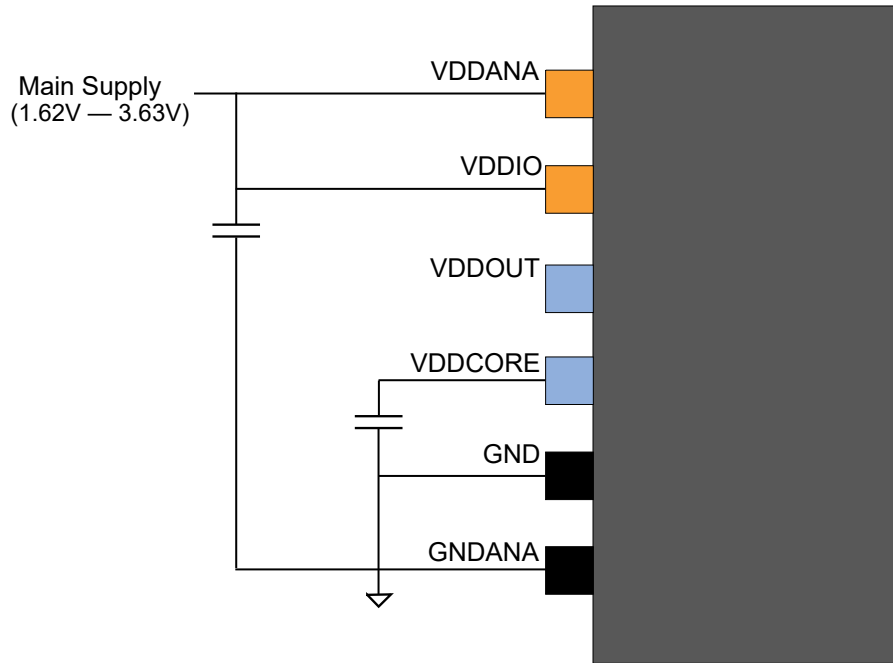 VDDANA
Main Supply
(1.62V — 3.63V)
VDDIO
VDDOUT
VDDCORE
GND
GNDANA